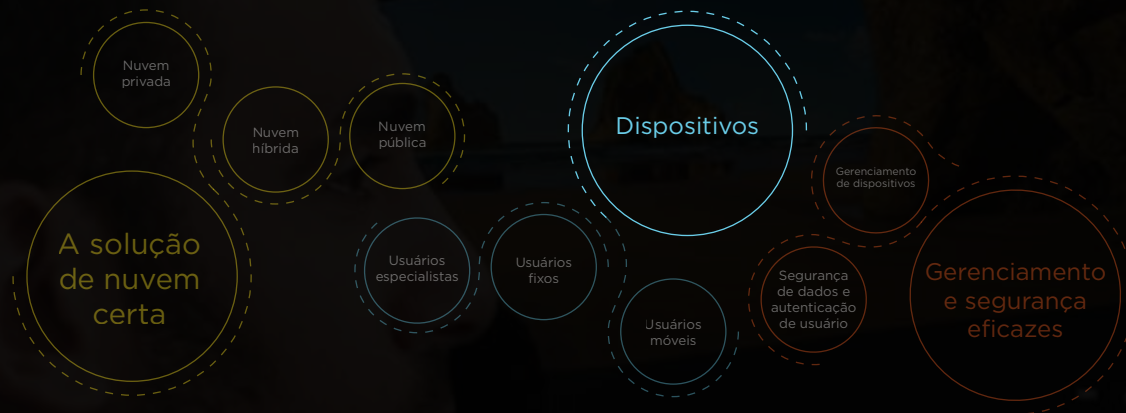 Nuvem
privada
Nuvem
híbrida
Nuvem
pública
A solução
de nuvem
certa
Dispositivos
Usuários
especialistas
Usuários
fixos
Usuários
móveis
Gerenciamento
de dispositivos
Segurança
de dados e
autenticação
de usuário
Gerenciamento
e segurança
eficazes